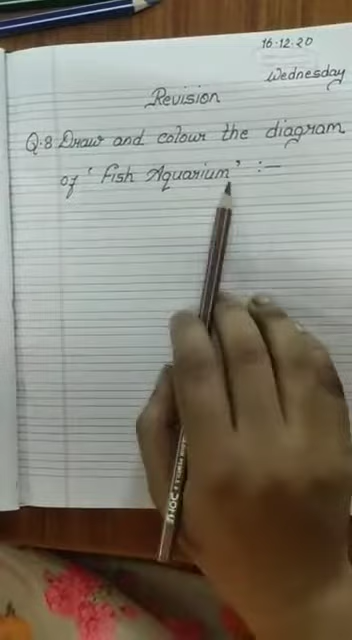 16.12.20
Wednesday
Revision
Q.8 Draw and colour the diagram
of ' Fish Aquarium' :-